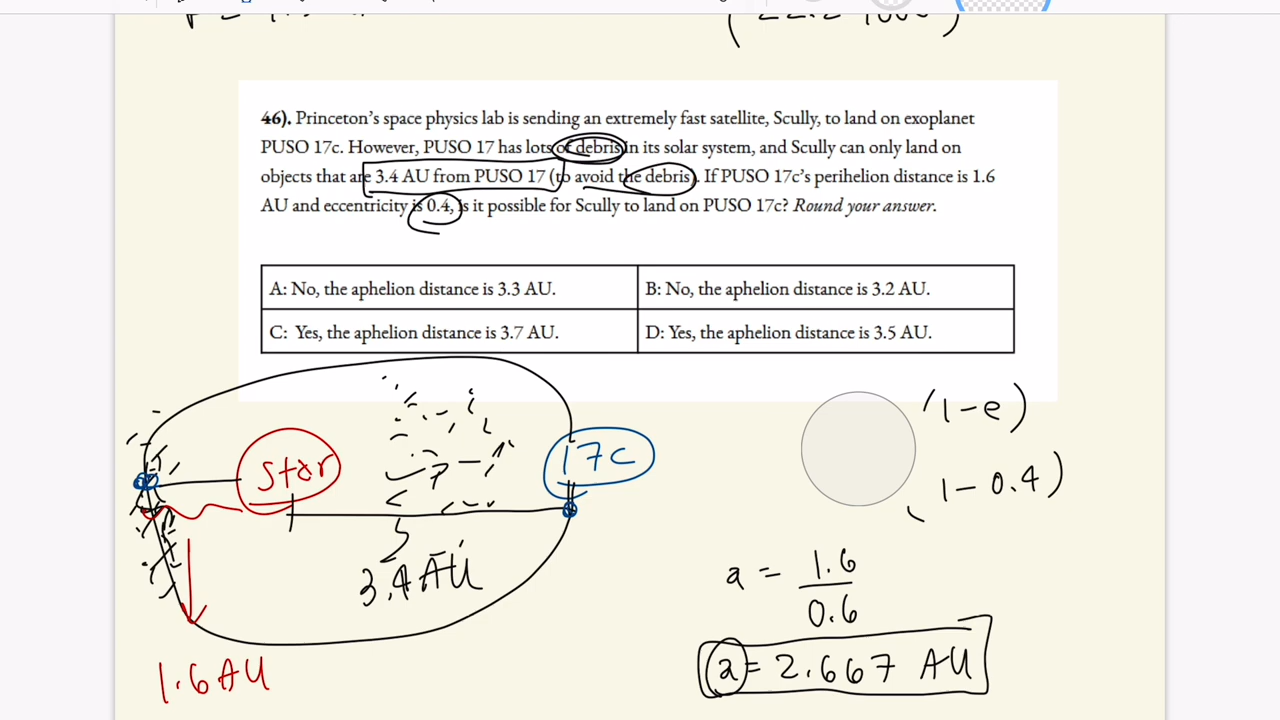 46). Princeton's space physics lab is sending an extremely fast satellite, Scully, to land on exoplanet
PUSO 17c. However, PUSO 17 has lots of debris in its solar system, and Scully can only land on
objects that are 3.4 AU from PUSO 17 (to avoid the debris). If PUSO 17c's perihelion distance is 1.6
AU and eccentricity is 0.4, is it possible for Scully to land on PUSO 17c? Round your answer.
A: No, the aphelion distance is 3.3 AU.
B: No, the aphelion distance is 3.2 AU.
C: Yes, the aphelion distance is 3.7 AU.
D: Yes, the aphelion distance is 3.5 AU.
star
17c
3.4 AU
1.6 AU
(1-e)
(1-0.4)
a = 1.6
0.6
a = 2.667 AU